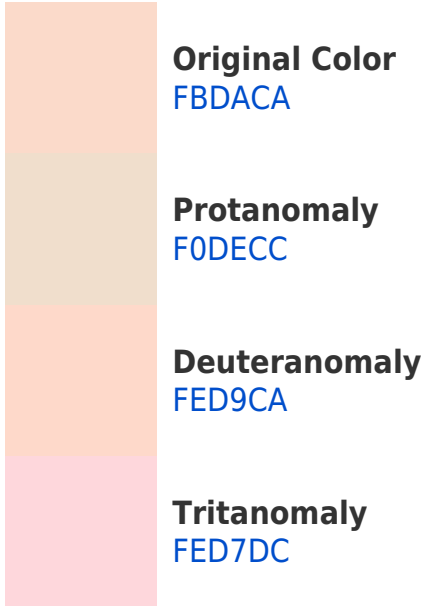 Original Color
FBDACA
Protanomaly
F0DECC
Deuteranomaly
FED9CA
Tritanomaly
FED7DC